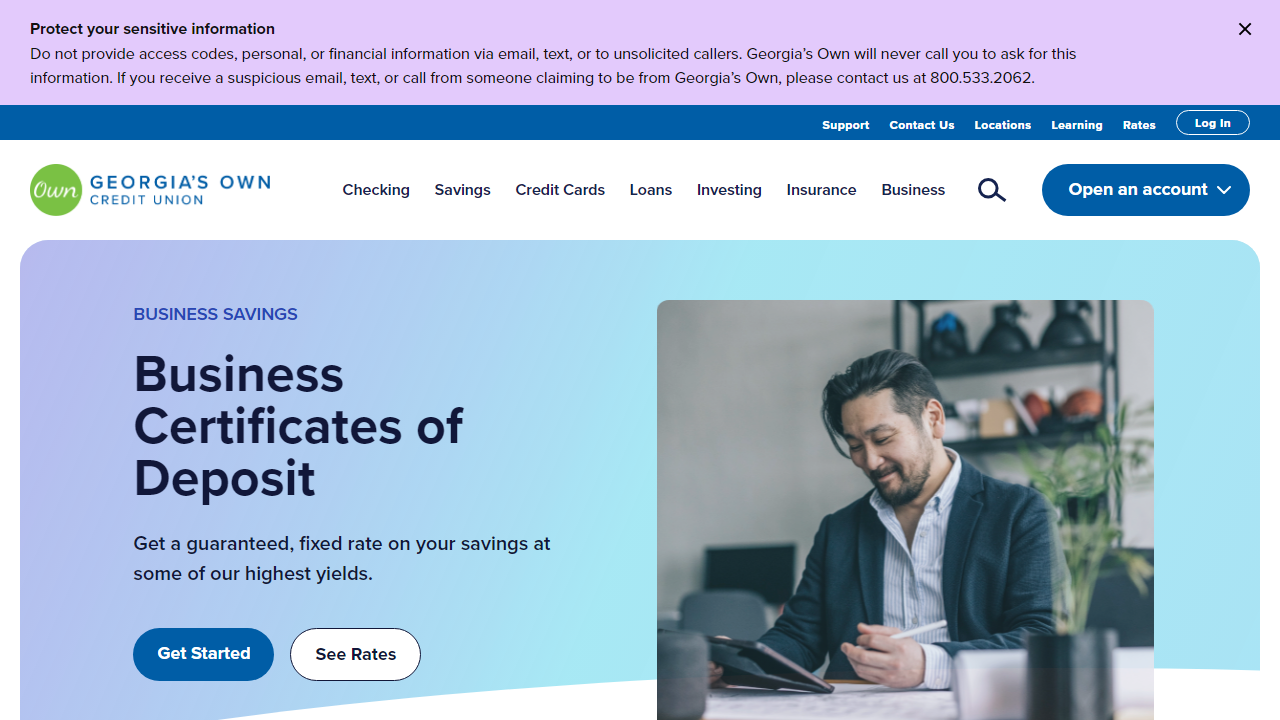 Protect your sensitive information
Do not provide access codes, personal, or financial information via email, text, or to unsolicited callers. Georgia’s Own will never call you to ask for this
information. If you receive a suspicious email, text, or call from someone claiming to be from Georgia’s Own, please contact us at 800.533.2062.
Support Contact Us Locations Learning Rates Log In
Own GEORGIA’S OWN
CREDIT UNION
Checking Savings Credit Cards Loans Investing Insurance Business Open an account
BUSINESS SAVINGS
Business
Certificates of
Deposit
Get a guaranteed, fixed rate on your savings at
some of our highest yields.
Get Started See Rates